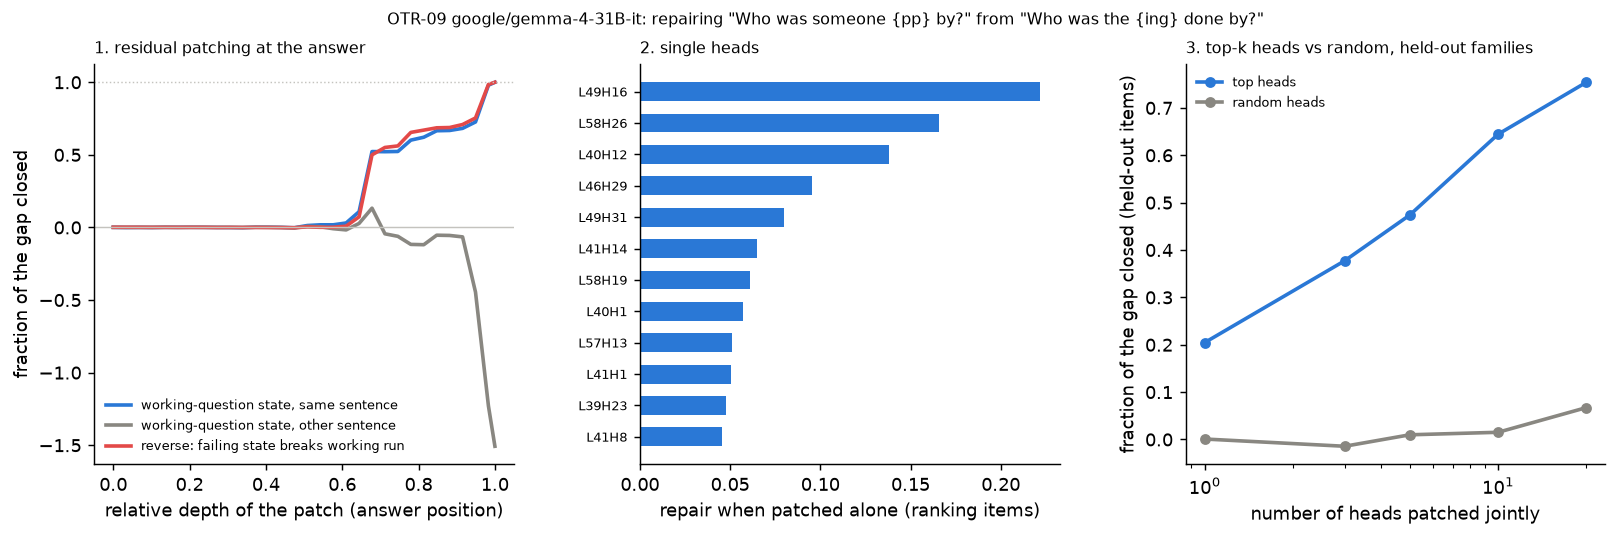 OTR-09 google/gemma-4-31B-it: repairing "Who was someone {pp} by?" from "Who was the {ing} done by?"
1. residual patching at the answer
fraction of the gap closed
1.0
0.5
0.0
−0.5
−1.0
−1.5
working-question state, same sentence
working-question state, other sentence
reverse: failing state breaks working run
0.0 0.2 0.4 0.6 0.8 1.0
relative depth of the patch (answer position)
2. single heads
L49H16
L58H26
L40H12
L46H29
L49H31
L41H14
L58H19
L40H1
L57H13
L41H1
L39H23
L41H8
0.00 0.05 0.10 0.15 0.20
repair when patched alone (ranking items)
3. top-k heads vs random, held-out families
fraction of the gap closed (held-out items)
top heads
random heads
0.7
0.6
0.5
0.4
0.3
0.2
0.1
0.0
10⁰ 10¹
number of heads patched jointly